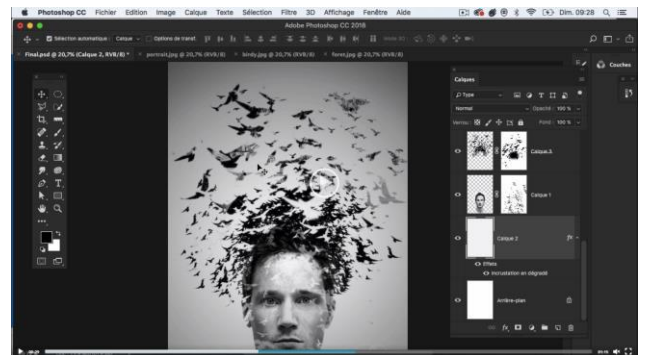 Photoshop CC Fichier Edition Image Calque Texte Sélection Filtre 3D Affichage Fenêtre Aide Dim. 09:28
Adobe Photoshop CC 2018
Sélection automatique : Calque Options de transf.
Final.psd @ 20,7% (Calque 2, RVB/8) * portrait.jpg @ 20,7% (RVB/8) birds.jpg @ 20,7% (RVB/8) foret.jpg @ 20,7% (RVB/8)
Couches
Calques
Type
Normal Opacité : 100 %
Verrou : Fond : 100 %
Calque 3
Calque 1
Calque 2 fx
Effets
Incrustation en dégradé
Arrière-plan
fx